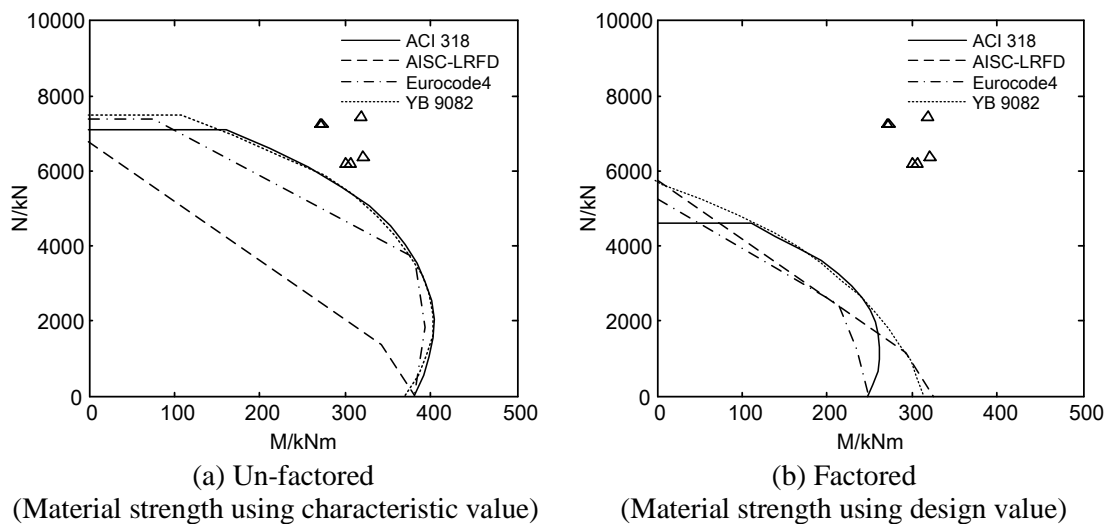 10000
8000
6000
4000
2000
0
N/kN
0 100 200 300 400 500
M/kNm
ACI 318
AISC-LRFD
Eurocode4
YB 9082
(a) Un-factored
(Material strength using characteristic value)
10000
8000
6000
4000
2000
0
N/kN
0 100 200 300 400 500
M/kNm
ACI 318
AISC-LRFD
Eurocode4
YB 9082
(b) Factored
(Material strength using design value)